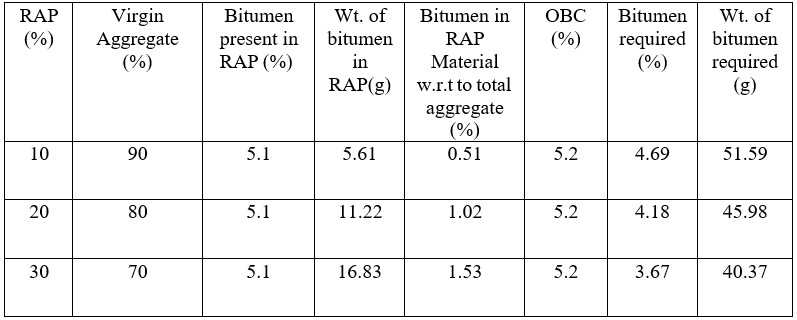 RAP (%) Virgin Aggregate (%) Bitumen present in RAP (%) Wt. of bitumen in RAP(g) Bitumen in RAP Material w.r.t to total aggregate (%) OBC (%) Bitumen required (%) Wt. of bitumen required (g)
10 90 5.1 5.61 0.51 5.2 4.69 51.59
20 80 5.1 11.22 1.02 5.2 4.18 45.98
30 70 5.1 16.83 1.53 5.2 3.67 40.37